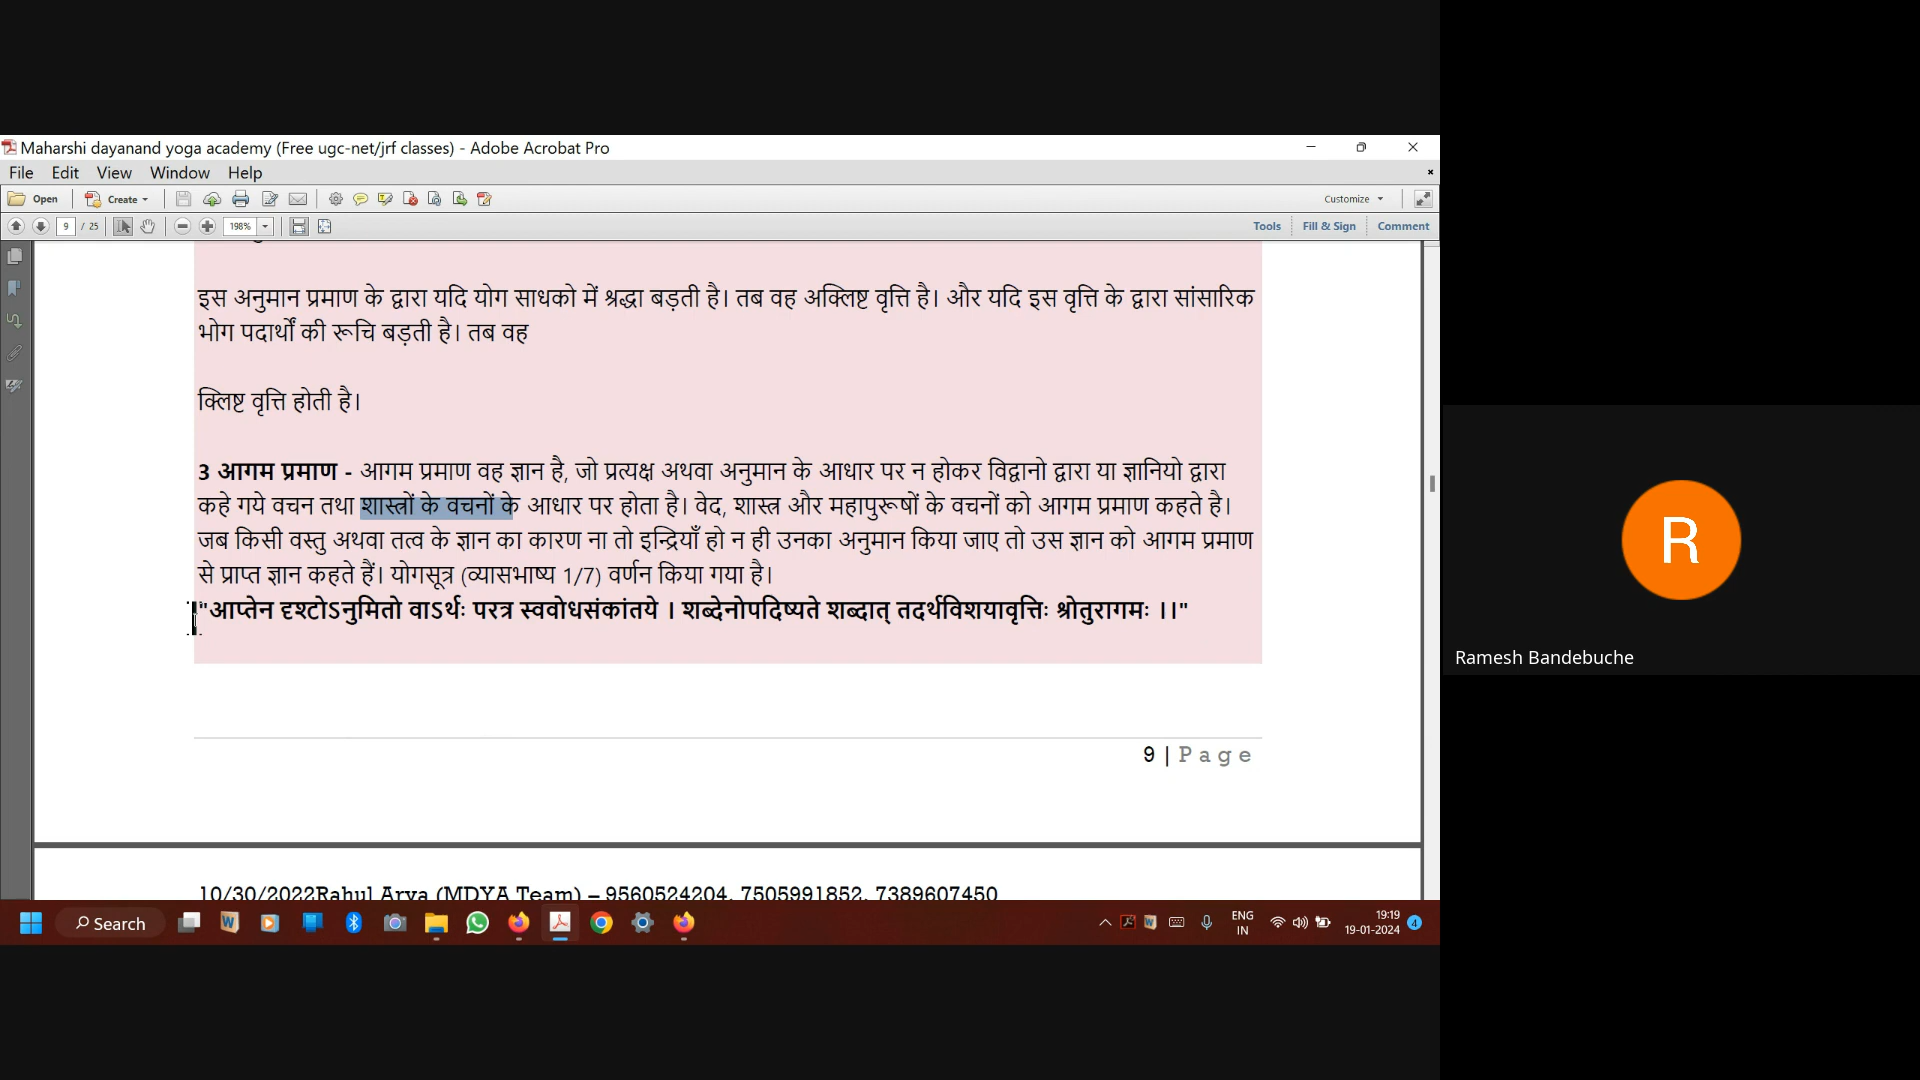 Maharshi dayanand yoga academy (Free ugc-net/jrf classes) - Adobe Acrobat Pro
File Edit View Window Help
Open Create Customize
9 / 25 198% Tools Fill & Sign Comment
इस अनुमान प्रमाण के द्वारा यदि योग साधको में श्रद्धा बड़ती है। तब वह अक्लिष्ट वृत्ति है। और यदि इस वृत्ति के द्वारा सांसारिक
भोग पदार्थों की रूचि बड़ती है। तब वह
क्लिष्ट वृत्ति होती है।
3 आगम प्रमाण - आगम प्रमाण वह ज्ञान है, जो प्रत्यक्ष अथवा अनुमान के आधार पर न होकर विद्वानो द्वारा या ज्ञानियो द्वारा
कहे गये वचन तथा शास्त्रों के वचनों के आधार पर होता है। वेद, शास्त्र और महापुरूषों के वचनों को आगम प्रमाण कहते है।
जब किसी वस्तु अथवा तत्व के ज्ञान का कारण ना तो इन्द्रियाँ हो न ही उनका अनुमान किया जाए तो उस ज्ञान को आगम प्रमाण
से प्राप्त ज्ञान कहते हैं। योगसूत्र (व्यासभाष्य 1/7) वर्णन किया गया है।
"आप्तेन दृश्टोऽनुमितो वाऽर्थः परत्र स्ववोधसंकांतये । शब्देनोपदिष्यते शब्दात् तदर्थविशयावृत्तिः श्रोतुरागमः ।।"
9 | Page
10/30/2022Rahul Arya (MDYA Team) – 9560524204, 7505991852, 7389607450
Search ENG 19:19
IN 19-01-2024 4
R
Ramesh Bandebuche